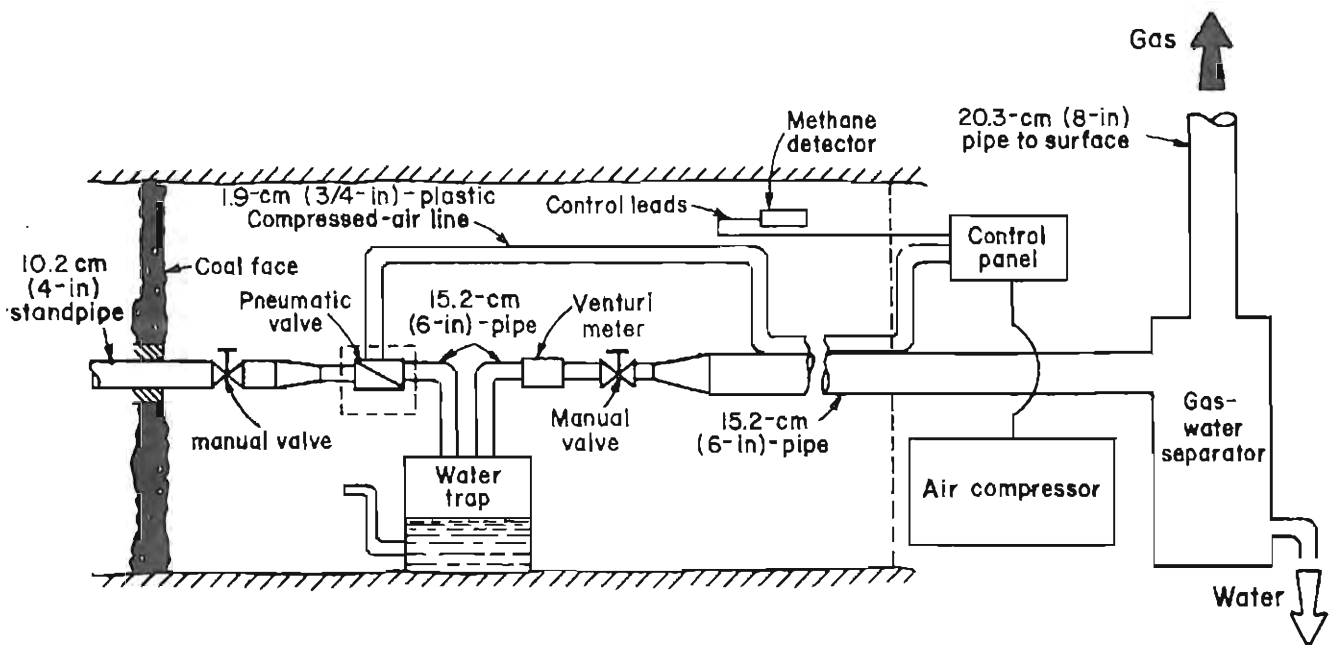 Gas
20.3-cm (8-in)
pipe to surface
Methane
detector
1.9-cm (3/4-in)-plastic
Compressed-air
line
Control leads
Control
panel
10.2 cm
(4-in)
standpipe
Coal face
Pneumatic
valve
15.2-cm
(6-in)-pipe
Venturi
meter
manual valve
Manual
valve
15.2-cm
(6-in)-pipe
Gas-
water
separator
Water
trap
Air compressor
Water